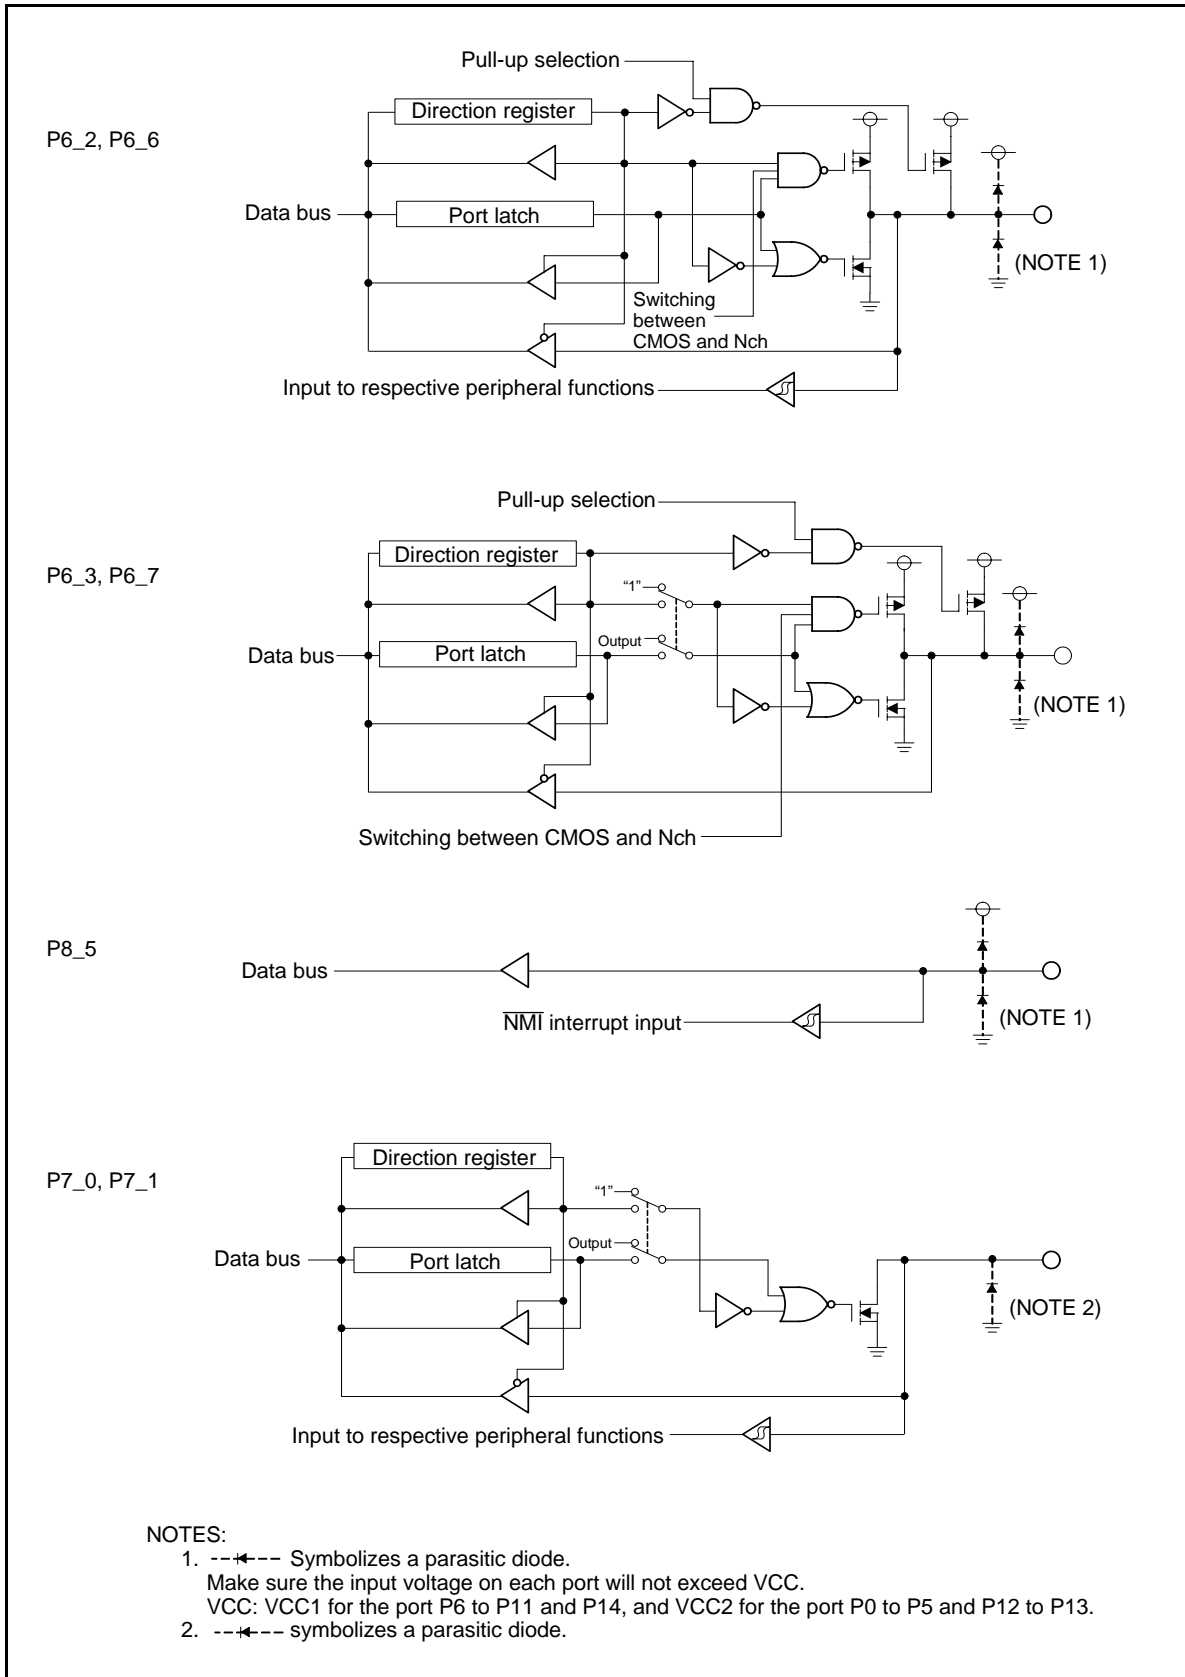 Pull-up selection
Direction register
P6_2, P6_6
Data bus
Port latch
(NOTE 1)
Switching
between
CMOS and Nch
Input to respective peripheral functions
Pull-up selection
Direction register
P6_3, P6_7
“1”
Output
Data bus
Port latch
(NOTE 1)
Switching between CMOS and Nch
P8_5
Data bus
NMI interrupt input
(NOTE 1)
Direction register
P7_0, P7_1
“1”
Output
Data bus
Port latch
(NOTE 2)
Input to respective peripheral functions
NOTES:
1. Symbolizes a parasitic diode.
Make sure the input voltage on each port will not exceed VCC.
VCC: VCC1 for the port P6 to P11 and P14, and VCC2 for the port P0 to P5 and P12 to P13.
2. symbolizes a parasitic diode.